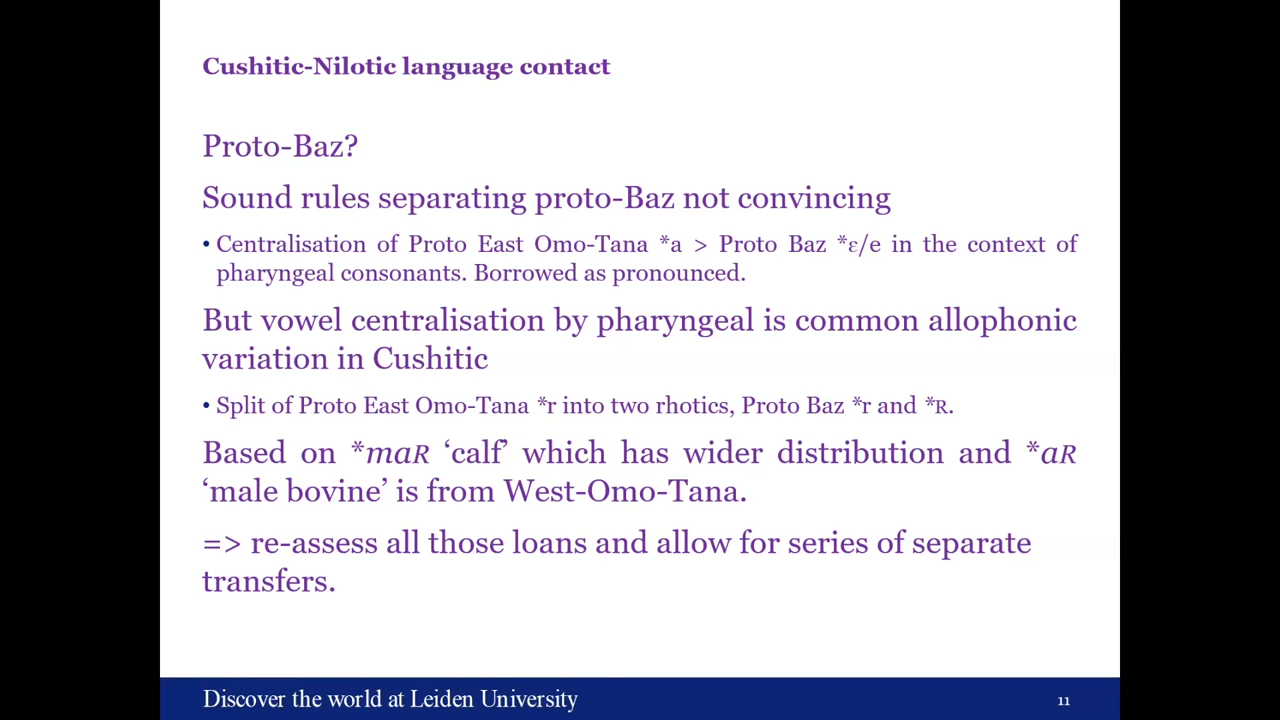 Cushitic-Nilotic language contact
Proto-Baz?
Sound rules separating proto-Baz not convincing
• Centralisation of Proto East Omo-Tana *a > Proto Baz *ɛ/e in the context of
pharyngeal consonants. Borrowed as pronounced.
But vowel centralisation by pharyngeal is common allophonic
variation in Cushitic
• Split of Proto East Omo-Tana *r into two rhotics, Proto Baz *r and *R.
Based on *maR ‘calf’ which has wider distribution and *aR
‘male bovine’ is from West-Omo-Tana.
=> re-assess all those loans and allow for series of separate
transfers.
Discover the world at Leiden University
11